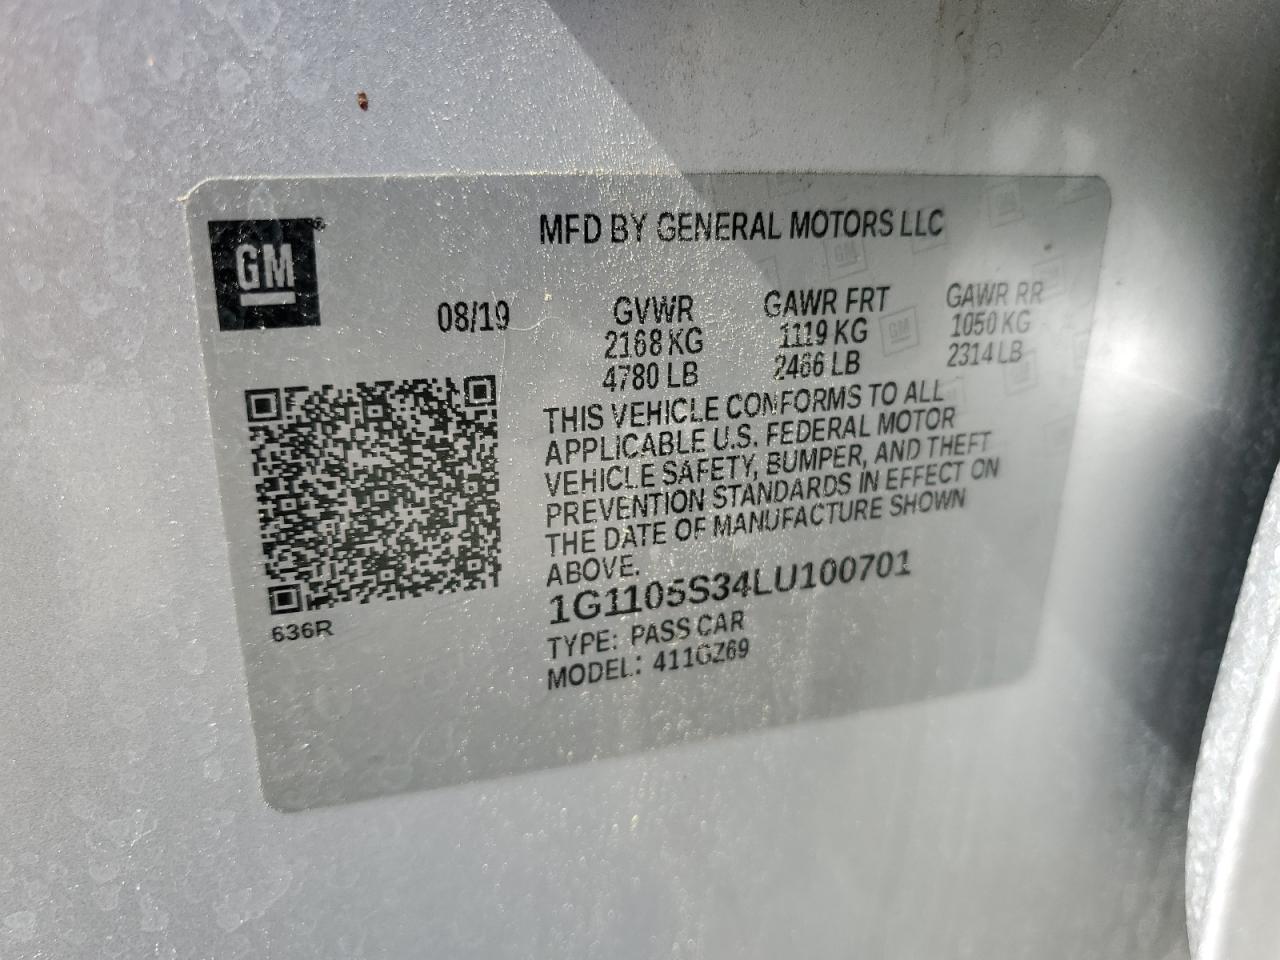 GM
MFD BY GENERAL MOTORS LLC
08/19
GVWR
2168 KG
4780 LB
GAWR FRT
1119 KG
2466 LB
GAWR RR
1050 KG
2314 LB
THIS VEHICLE CONFORMS TO ALL
APPLICABLE U.S. FEDERAL MOTOR
VEHICLE SAFETY, BUMPER, AND THEFT
PREVENTION STANDARDS IN EFFECT ON
THE DATE OF MANUFACTURE SHOWN
ABOVE.
1G1105S34LU100701
TYPE: PASS CAR
MODEL: 411GZ69
636R